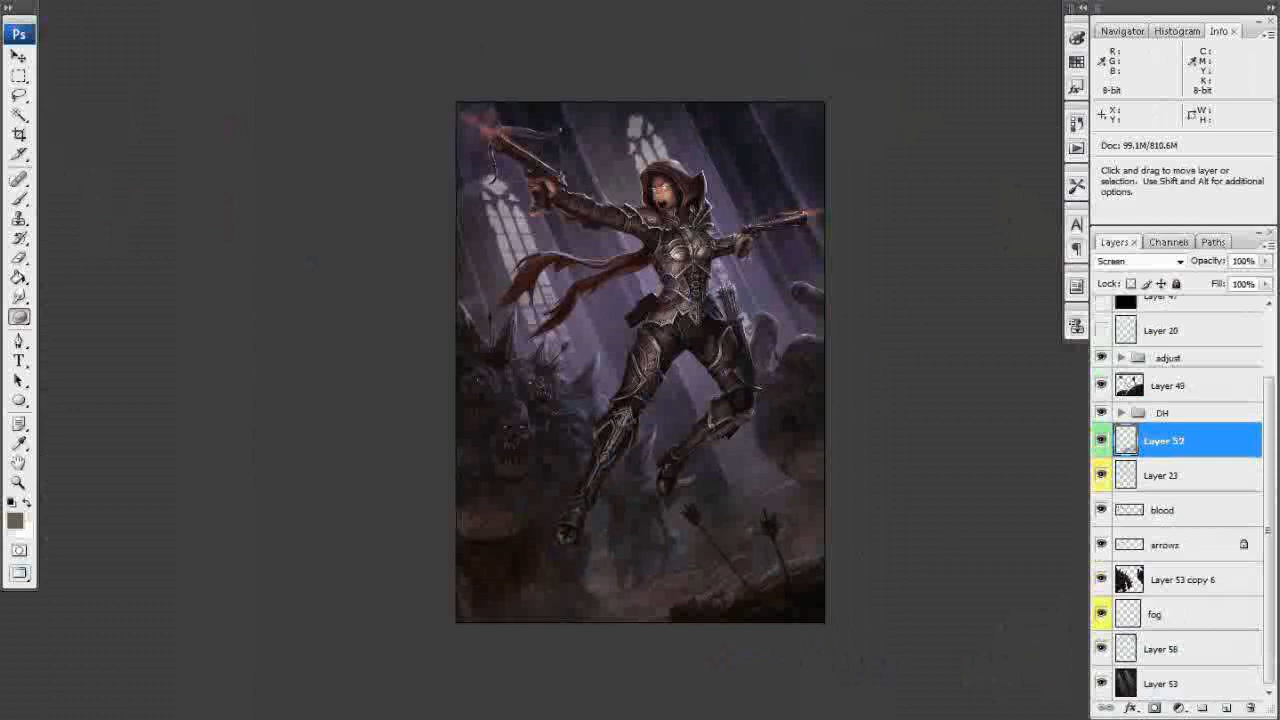 Ps
Navigator Histogram Info
R: C:
G: M:
B: Y:
K:
8-bit 8-bit
X: W:
Y: H:
Doc: 99.1M/810.6M
Click and drag to move layer or
selection. Use Shift and Alt for additional
options.
Layers Channels Paths
Screen Opacity: 100%
Lock: Fill: 100%
Layer 47
Layer 20
adjust
Layer 49
DH
Layer
Layer 23
blood
arrows
Layer 53 copy 6
fog
Layer 58
Layer 53